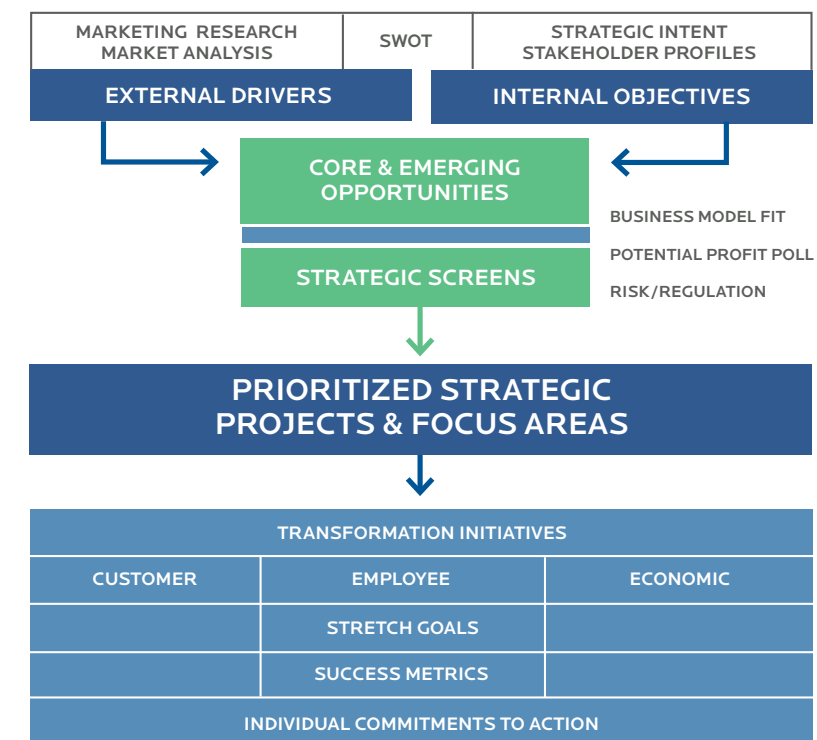 MARKETING RESEARCH
MARKET ANALYSIS
SWOT
STRATEGIC INTENT
STAKEHOLDER PROFILES
EXTERNAL DRIVERS
INTERNAL OBJECTIVES
CORE & EMERGING
OPPORTUNITIES
BUSINESS MODEL FIT
POTENTIAL PROFIT POLL
RISK/REGULATION
STRATEGIC SCREENS
PRIORITIZED STRATEGIC
PROJECTS & FOCUS AREAS
TRANSFORMATION INITIATIVES
CUSTOMER
EMPLOYEE
ECONOMIC
STRETCH GOALS
SUCCESS METRICS
INDIVIDUAL COMMITMENTS TO ACTION